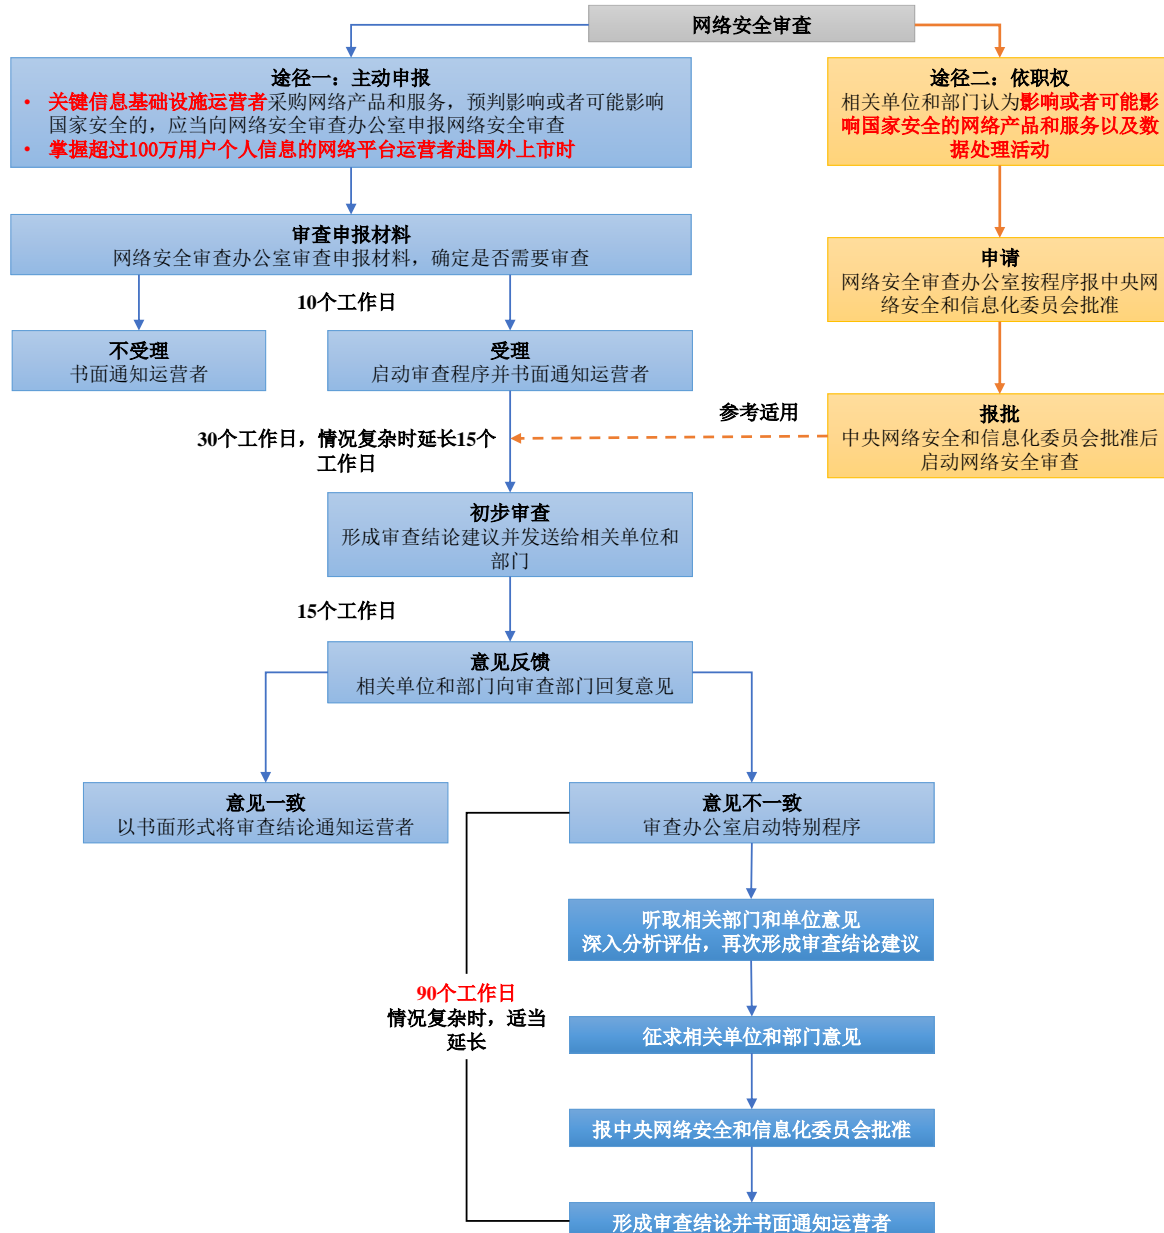 网络安全审查
途径一：主动申报
• 关键信息基础设施运营者采购网络产品和服务，预判影响或者可能影响
国家安全的，应当向网络安全审查办公室申报网络安全审查
• 掌握超过100万用户个人信息的网络平台运营者赴国外上市时
途径二：依职权
相关单位和部门认为影响或者可能影
响国家安全的网络产品和服务以及数
据处理活动
审查申报材料
网络安全审查办公室审查申报材料，确定是否需要审查
申请
网络安全审查办公室按程序报中央网
络安全和信息化委员会批准
10个工作日
不受理
书面通知运营者
受理
启动审查程序并书面通知运营者
参考适用
报批
中央网络安全和信息化委员会批准后
启动网络安全审查
30个工作日，情况复杂时延长15个
工作日
初步审查
形成审查结论建议并发送给相关单位和
部门
15个工作日
意见反馈
相关单位和部门向审查部门回复意见
意见一致
以书面形式将审查结论通知运营者
意见不一致
审查办公室启动特别程序
听取相关部门和单位意见
深入分析评估，再次形成审查结论建议
90个工作日
情况复杂时，适当
延长
征求相关单位和部门意见
报中央网络安全和信息化委员会批准
形成审查结论并书面通知运营者